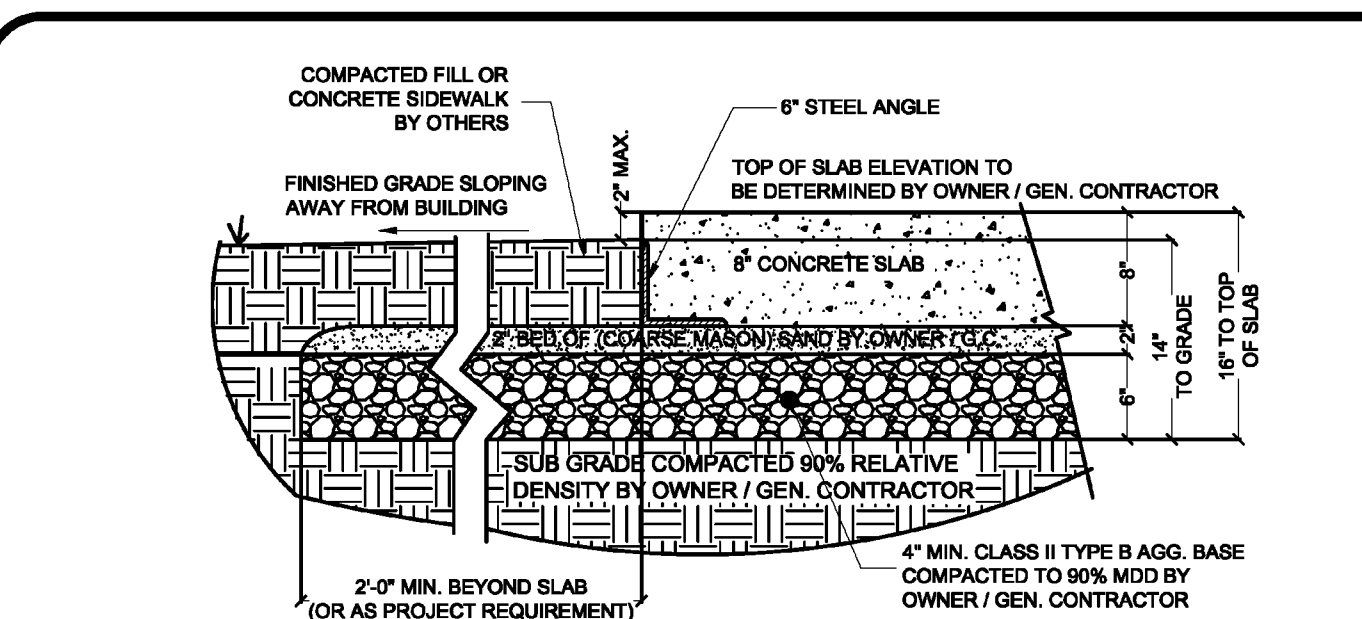 COMPACTED FILL OR
CONCRETE SIDEWALK
BY OTHERS
6" STEEL ANGLE
2" MAX.
TOP OF SLAB ELEVATION TO
BE DETERMINED BY OWNER / GEN. CONTRACTOR
FINISHED GRADE SLOPING
AWAY FROM BUILDING
8" CONCRETE SLAB
8"
2"
6"
14"
TO GRADE
16" TO TOP
OF SLAB
2" BED OF (COARSE MASON) SAND BY OWNER / G.C.
SUB GRADE COMPACTED 90% RELATIVE
DENSITY BY OWNER / GEN. CONTRACTOR
4" MIN. CLASS II TYPE B AGG. BASE
COMPACTED TO 90% MDD BY
OWNER / GEN. CONTRACTOR
2'-0" MIN. BEYOND SLAB
(OR AS PROJECT REQUIREMENT)